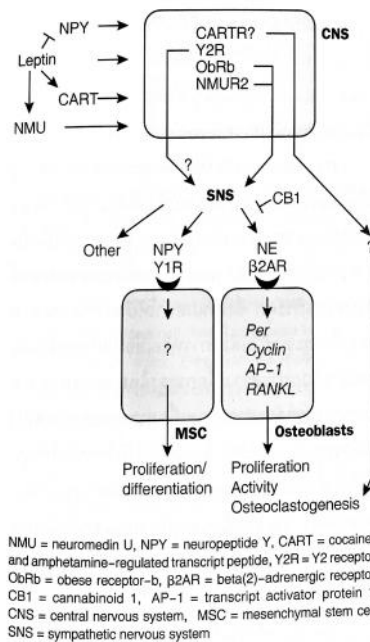 NPY
Leptin
CART
NMU
CARTR?
Y2R
ObRb
NMUR2
CNS
?
SNS
CB1
?
Other
NPY
Y1R
NE
β2AR
?
Per
Cyclin
AP-1
RANKL
MSC
Osteoblasts
Proliferation/
differentiation
Proliferation
Activity
Osteoclastogenesis
NMU = neuromedin U, NPY = neuropeptide Y, CART = cocaine
and amphetamine-regulated transcript peptide, Y2R = Y2 recepto
ObRb = obese receptor-b, β2AR = beta(2)-adrenergic recepto
CB1 = cannabinoid 1, AP-1 = transcript activator protein
CNS = central nervous system, MSC = mesenchymal stem ce
SNS = sympathetic nervous system